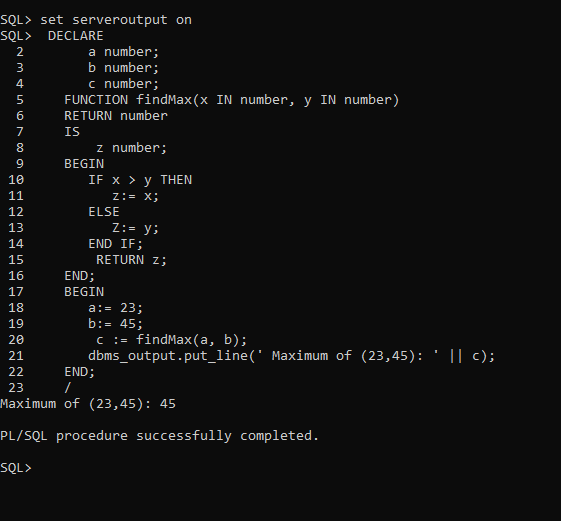 SQL> set serveroutput on
SQL>  DECLARE
  2        a number;
  3        b number;
  4        c number;
  5     FUNCTION findMax(x IN number, y IN number)
  6     RETURN number
  7     IS
  8         z number;
  9     BEGIN
 10        IF x > y THEN
 11           z:= x;
 12        ELSE
 13           Z:= y;
 14        END IF;
 15         RETURN z;
 16     END;
 17     BEGIN
 18        a:= 23;
 19        b:= 45;
 20         c := findMax(a, b);
 21        dbms_output.put_line(' Maximum of (23,45): ' || c);
 22     END;
 23     /
Maximum of (23,45): 45
PL/SQL procedure successfully completed.
SQL>